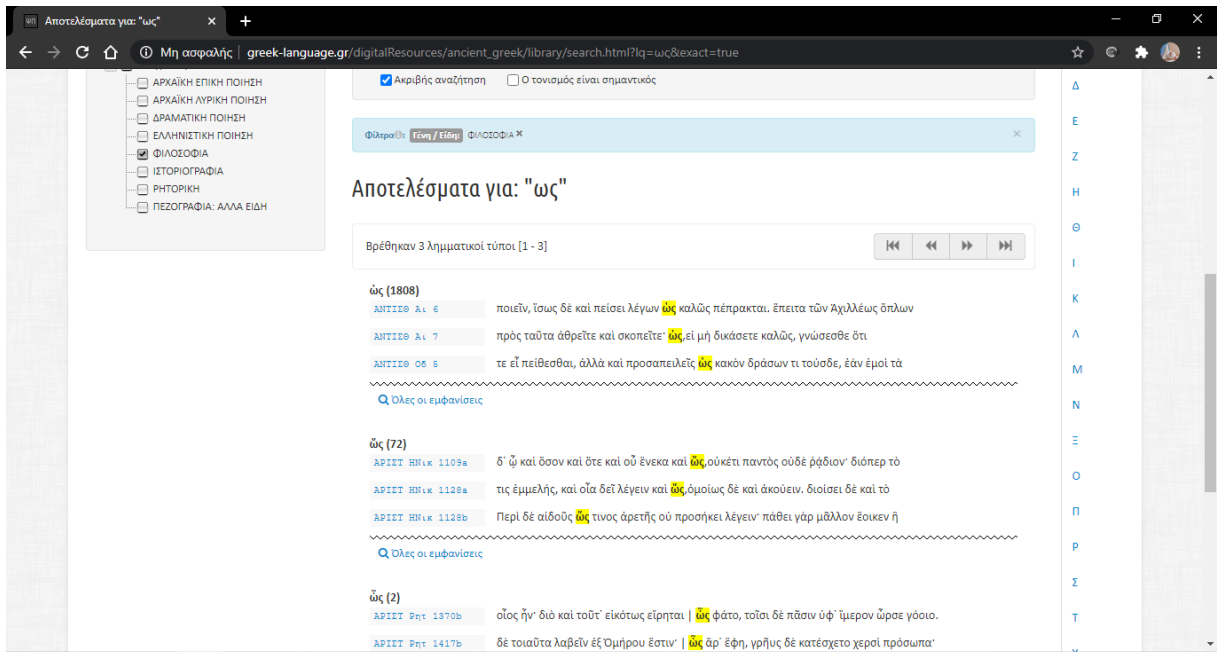 ΨΠ Αποτελέσματα για: "ως" × +
Μη ασφαλής | greek-language.gr/digitalResources/ancient_greek/library/search.html?lq=ως&exact=true
ΑΡΧΑΪΚΗ ΕΠΙΚΗ ΠΟΙΗΣΗ
ΑΡΧΑΪΚΗ ΛΥΡΙΚΗ ΠΟΙΗΣΗ
ΔΡΑΜΑΤΙΚΗ ΠΟΙΗΣΗ
ΕΛΛΗΝΙΣΤΙΚΗ ΠΟΙΗΣΗ
ΦΙΛΟΣΟΦΙΑ
ΙΣΤΟΡΙΟΓΡΑΦΙΑ
ΡΗΤΟΡΙΚΗ
ΠΕΖΟΓΡΑΦΙΑ: ΑΛΛΑ ΕΙΔΗ
Ακριβής αναζήτηση Ο τονισμός είναι σημαντικός
Φίλτρα: Γένη / Είδη: ΦΙΛΟΣΟΦΙΑ ×
Αποτελέσματα για: "ως"
Βρέθηκαν 3 λημματικοί τύποι [1 - 3]
ὡς (1808)
ΑΝΤΙΣΘ Αι 6 ποιεῖν, ἴσως δὲ καὶ πείσει λέγων ὡς καλῶς πέπρακται. ἔπειτα τῶν Ἀχιλλέως ὅπλων
ΑΝΤΙΣΘ Αι 7 πρὸς ταῦτα ἀθρεῖτε καὶ σκοπεῖτε· ὡς,εἰ μὴ δικάσετε καλῶς, γνώσεσθε ὅτι
ΑΝΤΙΣΘ Οδ 5 τε εἶ πείθεσθαι, ἀλλὰ καὶ προσαπειλεῖς ὡς κακὸν δράσων τι τούσδε, ἐὰν ἐμοὶ τὰ
Όλες οι εμφανίσεις
ὥς (72)
ΑΡΙΣΤ ΗΝικ 1109a δ᾽ ᾧ καὶ ὅσον καὶ ὅτε καὶ οὗ ἕνεκα καὶ ὥς,οὐκέτι παντὸς οὐδὲ ῥᾴδιον· διόπερ τὸ
ΑΡΙΣΤ ΗΝικ 1128a τις ἐμμελής, καὶ οἷα δεῖ λέγειν καὶ ὥς,ὁμοίως δὲ καὶ ἀκούειν. διοίσει δὲ καὶ τὸ
ΑΡΙΣΤ ΗΝικ 1128b Περὶ δὲ αἰδοῦς ὥς τινος ἀρετῆς οὐ προσήκει λέγειν· πάθει γὰρ μᾶλλον ἔοικεν ἢ
Όλες οι εμφανίσεις
ὧς (2)
ΑΡΙΣΤ Ρητ 1370b οἷος ἦν· διὸ καὶ τοῦτ᾽ εἰκότως εἴρηται | ὧς φάτο, τοῖσι δὲ πᾶσιν ὑφ᾽ ἵμερον ὦρσε γόοιο.
ΑΡΙΣΤ Ρητ 1417b δὲ τοιαῦτα λαβεῖν ἐξ Ὁμήρου ἔστιν· | ὧς ἄρ᾽ ἔφη, γρῆυς δὲ κατέσχετο χερσὶ πρόσωπα·
Δ
Ε
Ζ
Η
Θ
Ι
Κ
Λ
Μ
Ν
Ξ
Ο
Π
Ρ
Σ
Τ